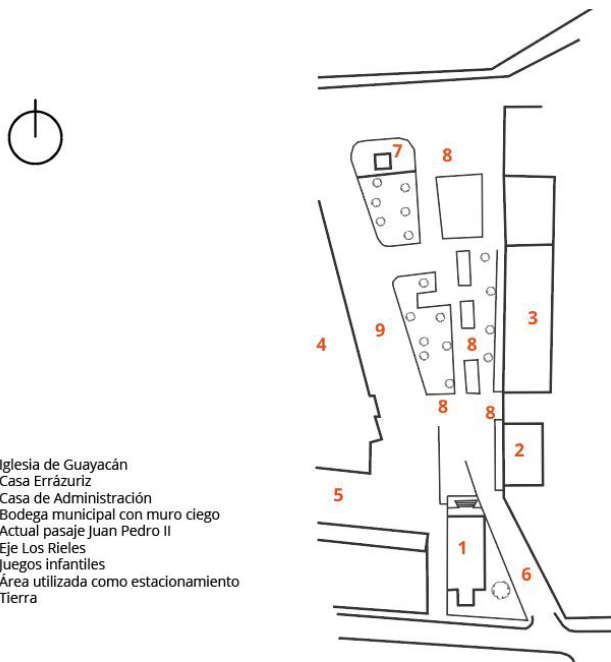 7
8
3
9
4
8
8
8
2
5
1
6
Iglesia de Guayacán
Casa Errázuriz
Casa de Administración
Bodega municipal con muro ciego
Actual pasaje Juan Pedro II
Eje Los Rieles
Juegos infantiles
Área utilizada como estacionamiento
Tierra